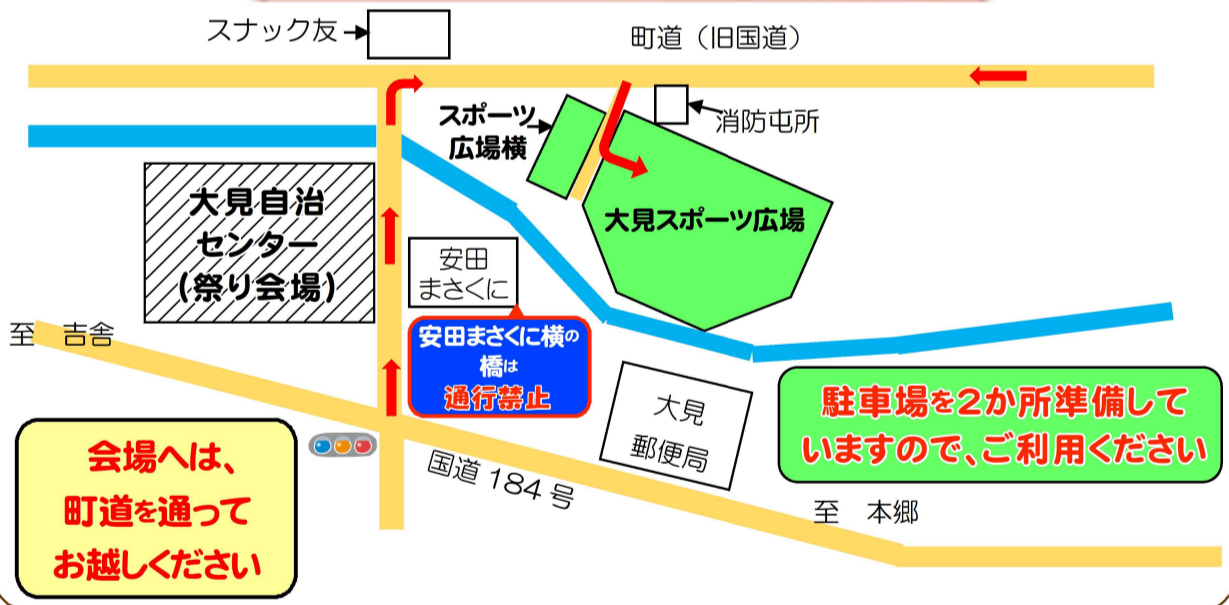 スナック友
町道（旧国道）
スポーツ
広場横
消防屯所
大見自治
センター
(祭り会場)
大見スポーツ広場
安田
まさくに
至　吉舎
安田まさくに横の
橋は
通行禁止
大見
郵便局
駐車場を2か所準備して
いますので、ご利用ください
会場へは、
町道を通って
お越しください
国道 184 号
至　本郷